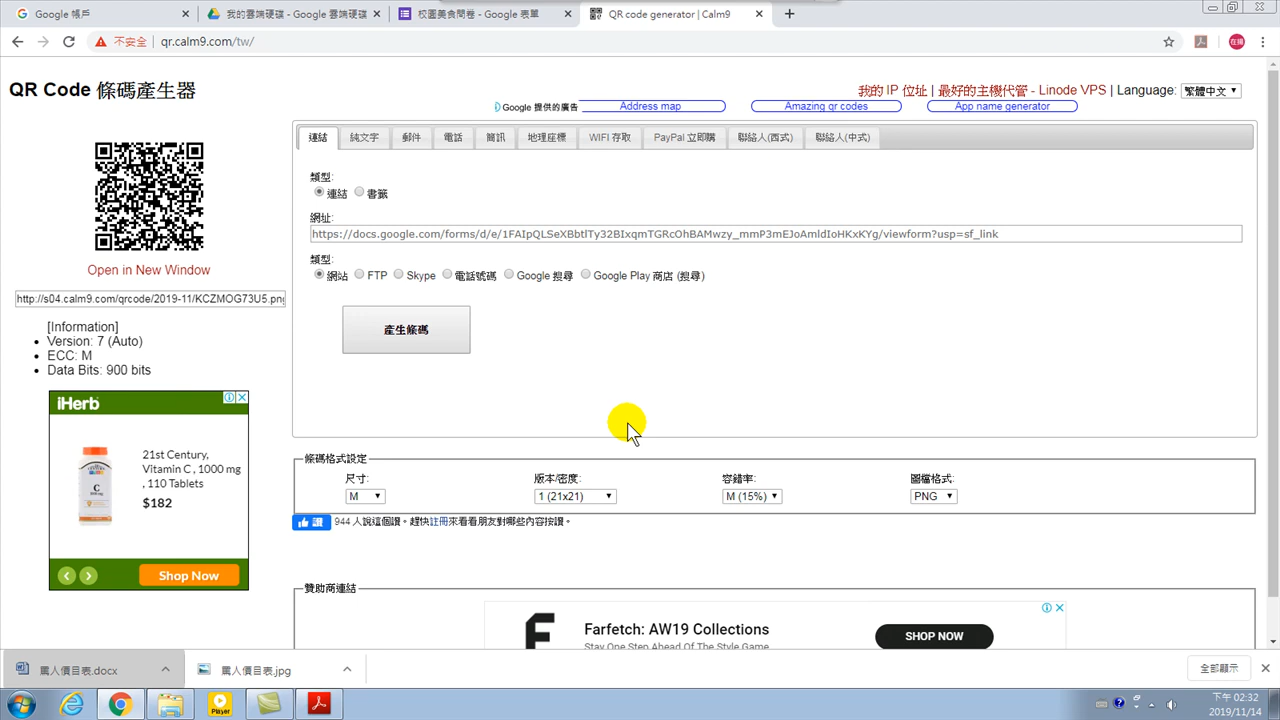 Google 帳戶
我的雲端硬碟 - Google 雲端硬碟
校園美食問卷 - Google 表單
QR code generator | Calm9
不安全 | qr.calm9.com/tw/
在揚
QR Code 條碼產生器
我的 IP 位址 | 最好的主機代管 - Linode VPS | Language: 繁體中文
Google 提供的廣告 Address map Amazing qr codes App name generator
連結 純文字 郵件 電話 簡訊 地理座標 WIFI 存取 PayPal 立即購 聯絡人(西式) 聯絡人(中式)
類型:
連結 書籤
網址:
https://docs.google.com/forms/d/e/1FAIpQLSeXBbtlTy32BIxqmTGRcOhBAMwzy_mmP3mEJoAmldIoHKxKYg/viewform?usp=sf_link
類型:
網站 FTP Skype 電話號碼 Google 搜尋 Google Play 商店 (搜尋)
產生條碼
Open in New Window
http://s04.calm9.com/qrcode/2019-11/KCZMOG73U5.png
[Information]
Version: 7 (Auto)
ECC: M
Data Bits: 900 bits
iHerb
21st Century,
Vitamin C , 1000 mg
, 110 Tablets
$182
Shop Now
條碼格式設定
尺寸: 版本/密度: 容錯率: 圖檔格式:
M 1 (21x21) M (15%) PNG
讚 944 人說這個讚。趕快註冊來看看朋友對哪些內容按讚。
贊助商連結
Farfetch: AW19 Collections
Stay One Step Ahead Of The Style Game
SHOP NOW
罵人價目表.docx
罵人價目表.jpg
全部顯示
Player
下午 02:32
2019/11/14